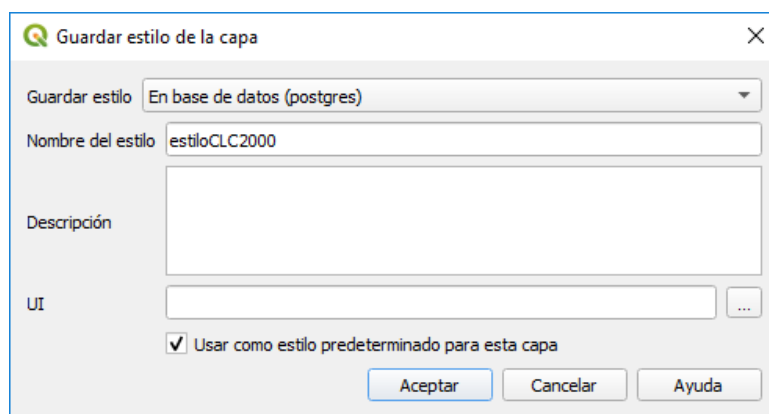 Guardar estilo de la capa
Guardar estilo En base de datos (postgres)
Nombre del estilo estiloCLC2000
Descripción
UI ...
Usar como estilo predeterminado para esta capa
Aceptar Cancelar Ayuda